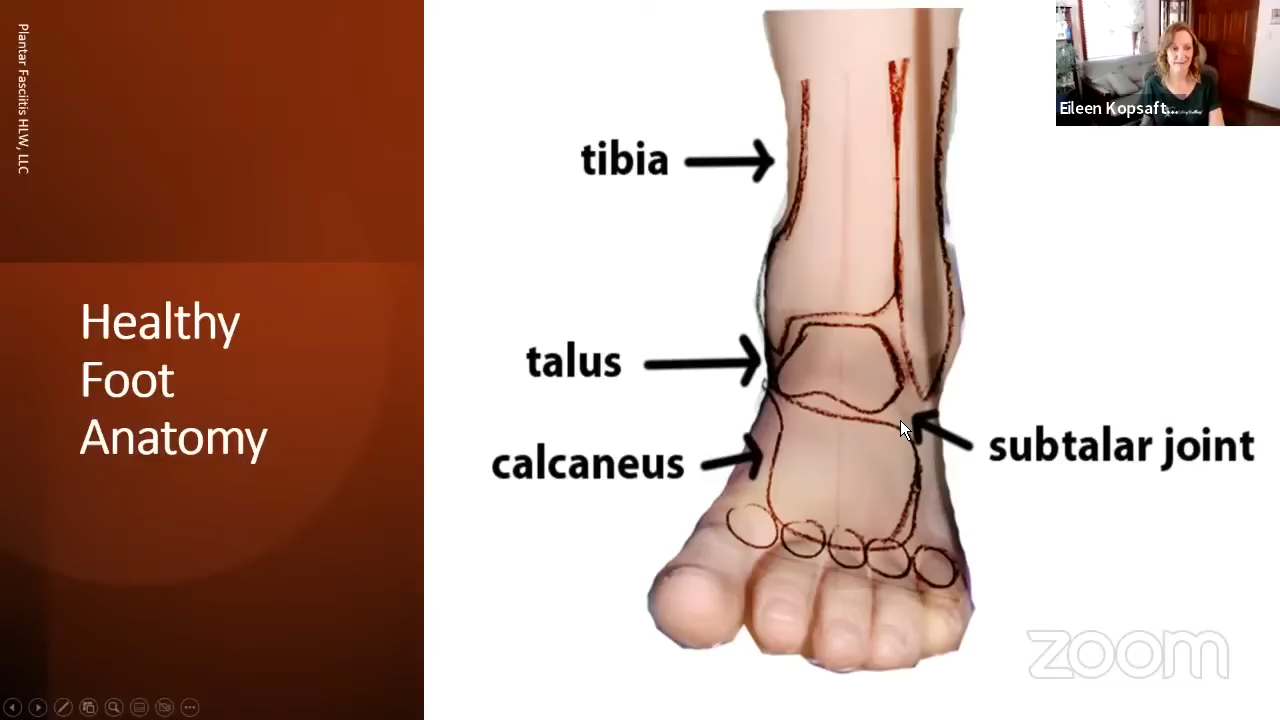 Plantar Fasciitis HLW, LLC
Healthy
Foot
Anatomy
tibia
talus
calcaneus
subtalar joint
Eileen Kopsaft
zoom